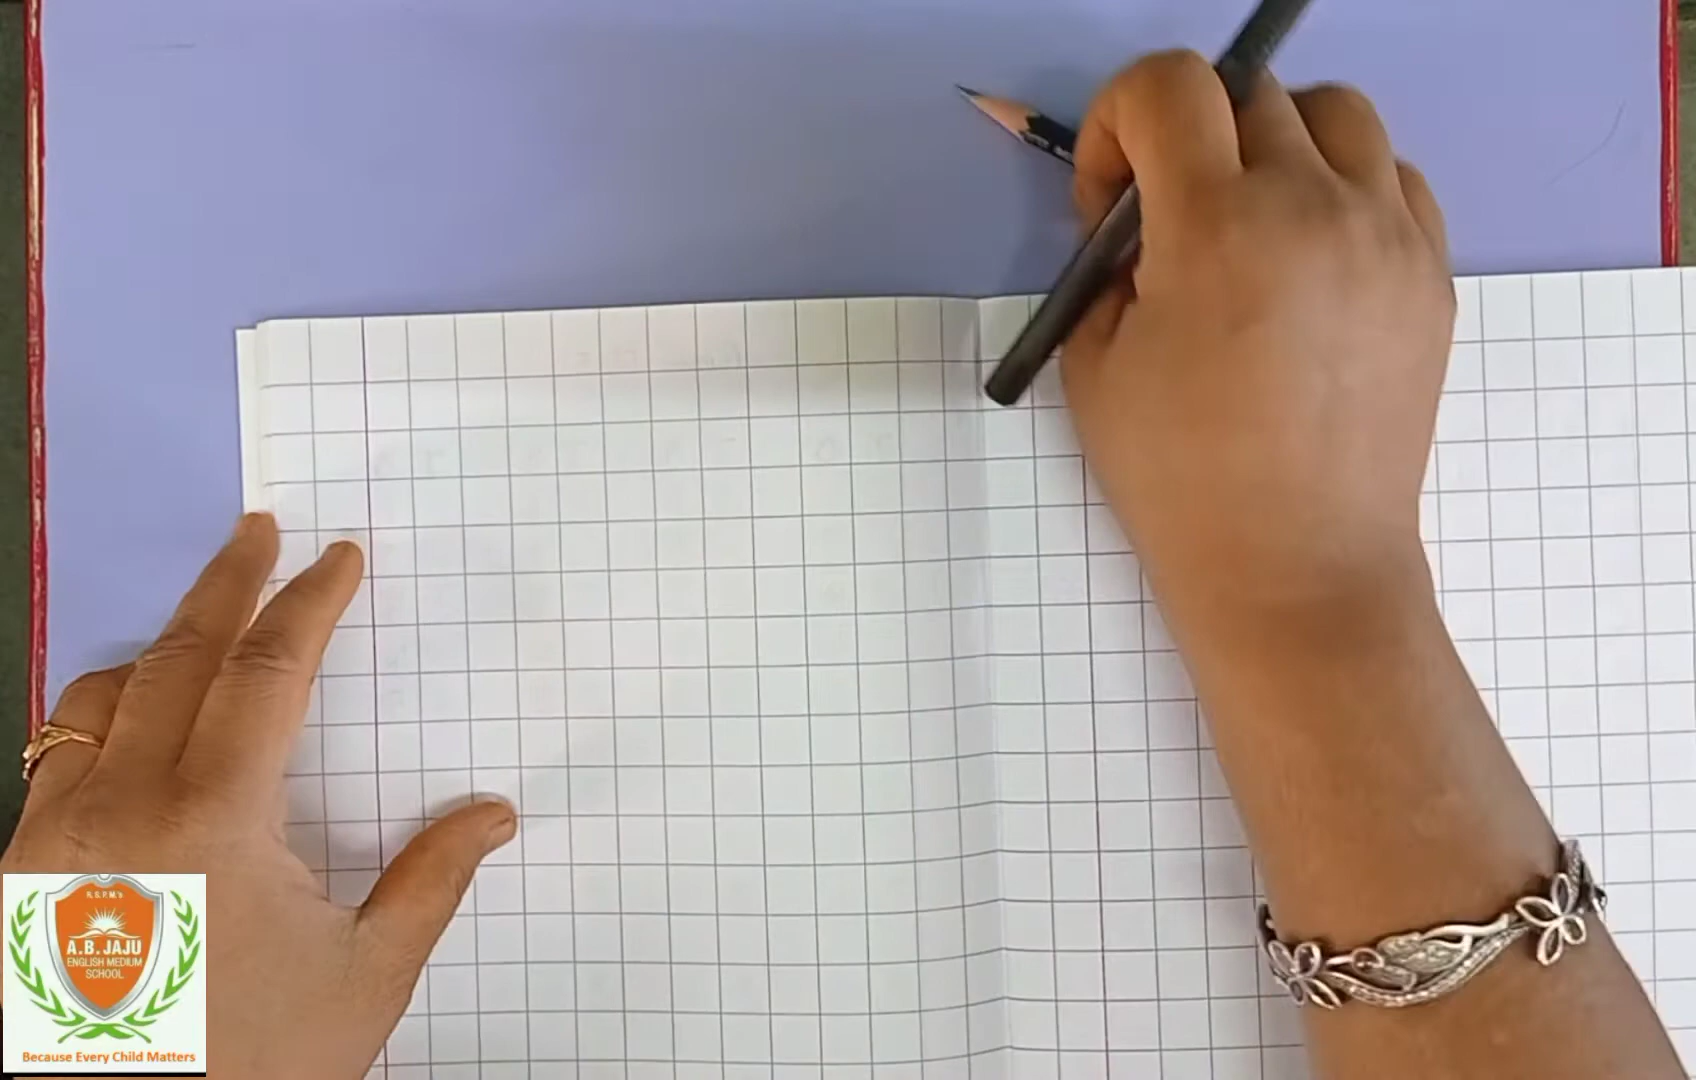 R.S.P.M.'s
A.B. JAJU
ENGLISH MEDIUM
SCHOOL
Because Every Child Matters